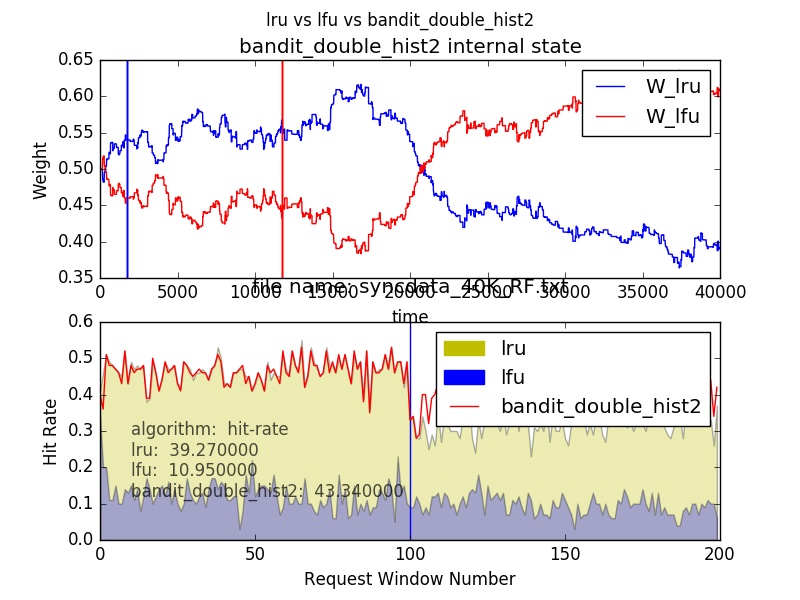 lru vs lfu vs bandit_double_hist2
bandit_double_hist2 internal state
0.65
0.60
0.55
0.50
0.45
0.40
0.35
Weight
W_lru
W_lfu
0 5000 10000 15000 20000 25000 30000 35000 40000
time
file name: syncdata_40K_RF.txt
0.6
0.5
0.4
0.3
0.2
0.1
0.0
Hit Rate
lru
lfu
bandit_double_hist2
algorithm: hit-rate
lru: 39.270000
lfu: 10.950000
bandit_double_hist2: 43.340000
0 50 100 150 200
Request Window Number